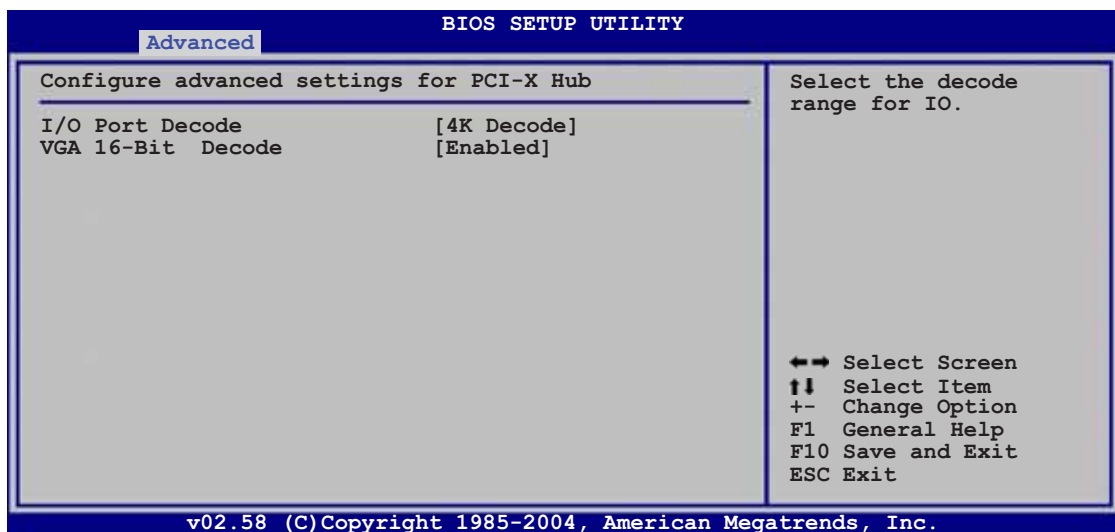 BIOS SETUP UTILITY
Advanced
Configure advanced settings for PCI-X Hub
I/O Port Decode [4K Decode]
VGA 16-Bit Decode [Enabled]
Select the decode
range for IO.
←→ Select Screen
↑↓ Select Item
+- Change Option
F1 General Help
F10 Save and Exit
ESC Exit
v02.58 (C)Copyright 1985-2004, American Megatrends, Inc.